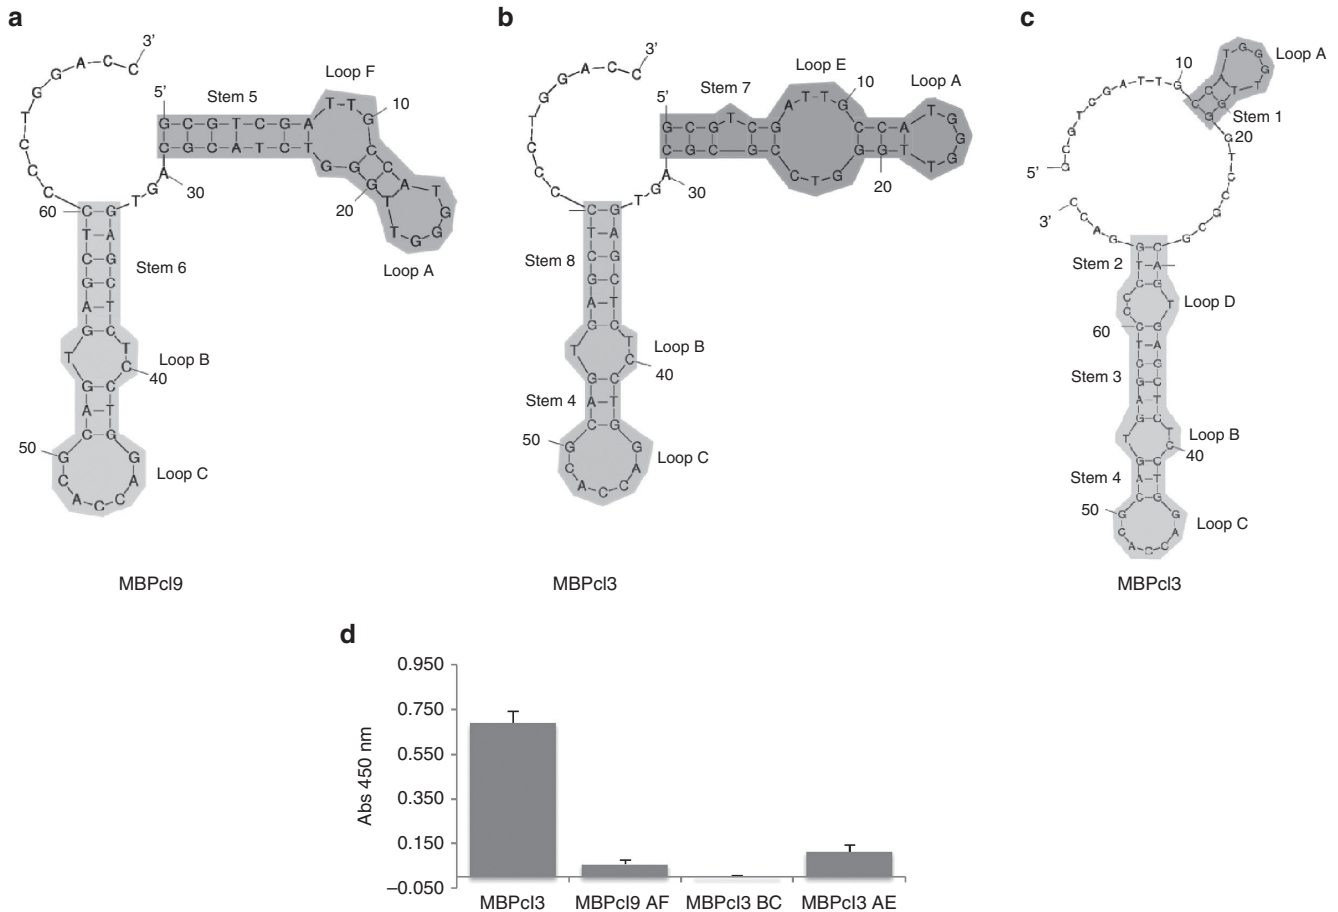 a
b
c
3'
5'
Stem 5
Loop F
10
20
30
Loop A
60
Stem 6
Loop B
40
50
Loop C
GCGTCGATTGCCATGGGTTGGGTCTACGCAGTGAGCTCTCCTGGACCACGCAGTGAGCTCCCCTGGACC
MBPcl9
3'
5'
Stem 7
Loop E
10
Loop A
20
30
Stem 8
Loop B
40
Stem 4
50
Loop C
GCGTCGATTGCCATGGGTTGGGTCCGCGCAGTGAGCTCTCCTGGACCACGCAGTGAGCTCCCCTGGACC
MBPcl3
10
Loop A
Stem 1
20
5'
3'
Stem 2
Loop D
60
Stem 3
Loop B
40
Stem 4
50
Loop C
GCGTCGATTGCCATGGGTTGGGTCCGCGCAGTGAGCTCTCCTGGACCACGCAGTGAGCTCCCCTGGACC
MBPcl3
d
Abs 450 nm
0.950
0.750
0.550
0.350
0.150
–0.050
MBPcl3 MBPcl9 AF MBPcl3 BC MBPcl3 AE